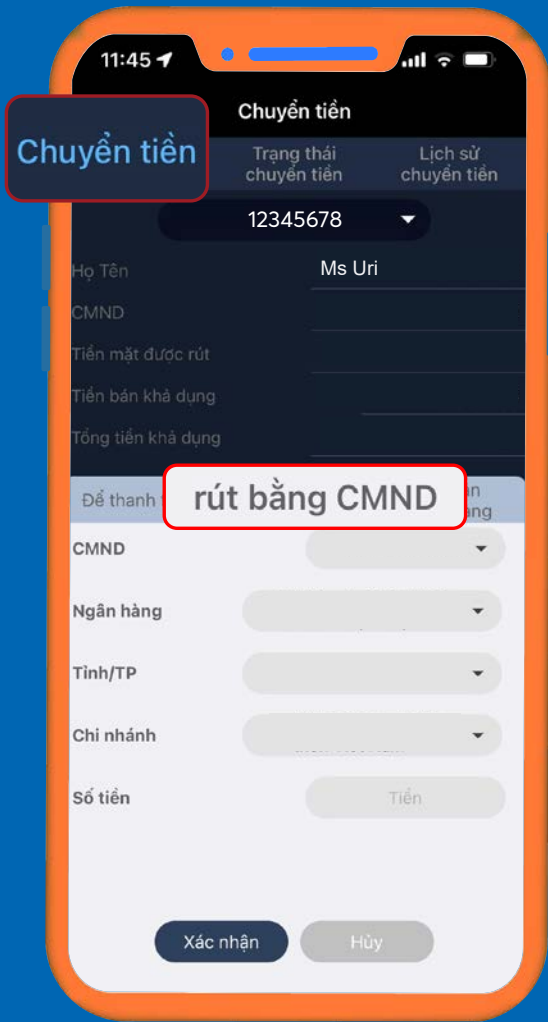 11:45
Chuyển tiền
Chuyển tiền
Trạng thái
chuyển tiền
Lịch sử
chuyển tiền
12345678
Họ Tên
Ms Uri
CMND
Tiền mặt được rút
Tiền bán khả dụng
Tổng tiền khả dụng
Để thanh
rút bằng CMND
CMND
Ngân hàng
Tỉnh/TP
Chi nhánh
Số tiền
Tiền
Xác nhận
Hủy